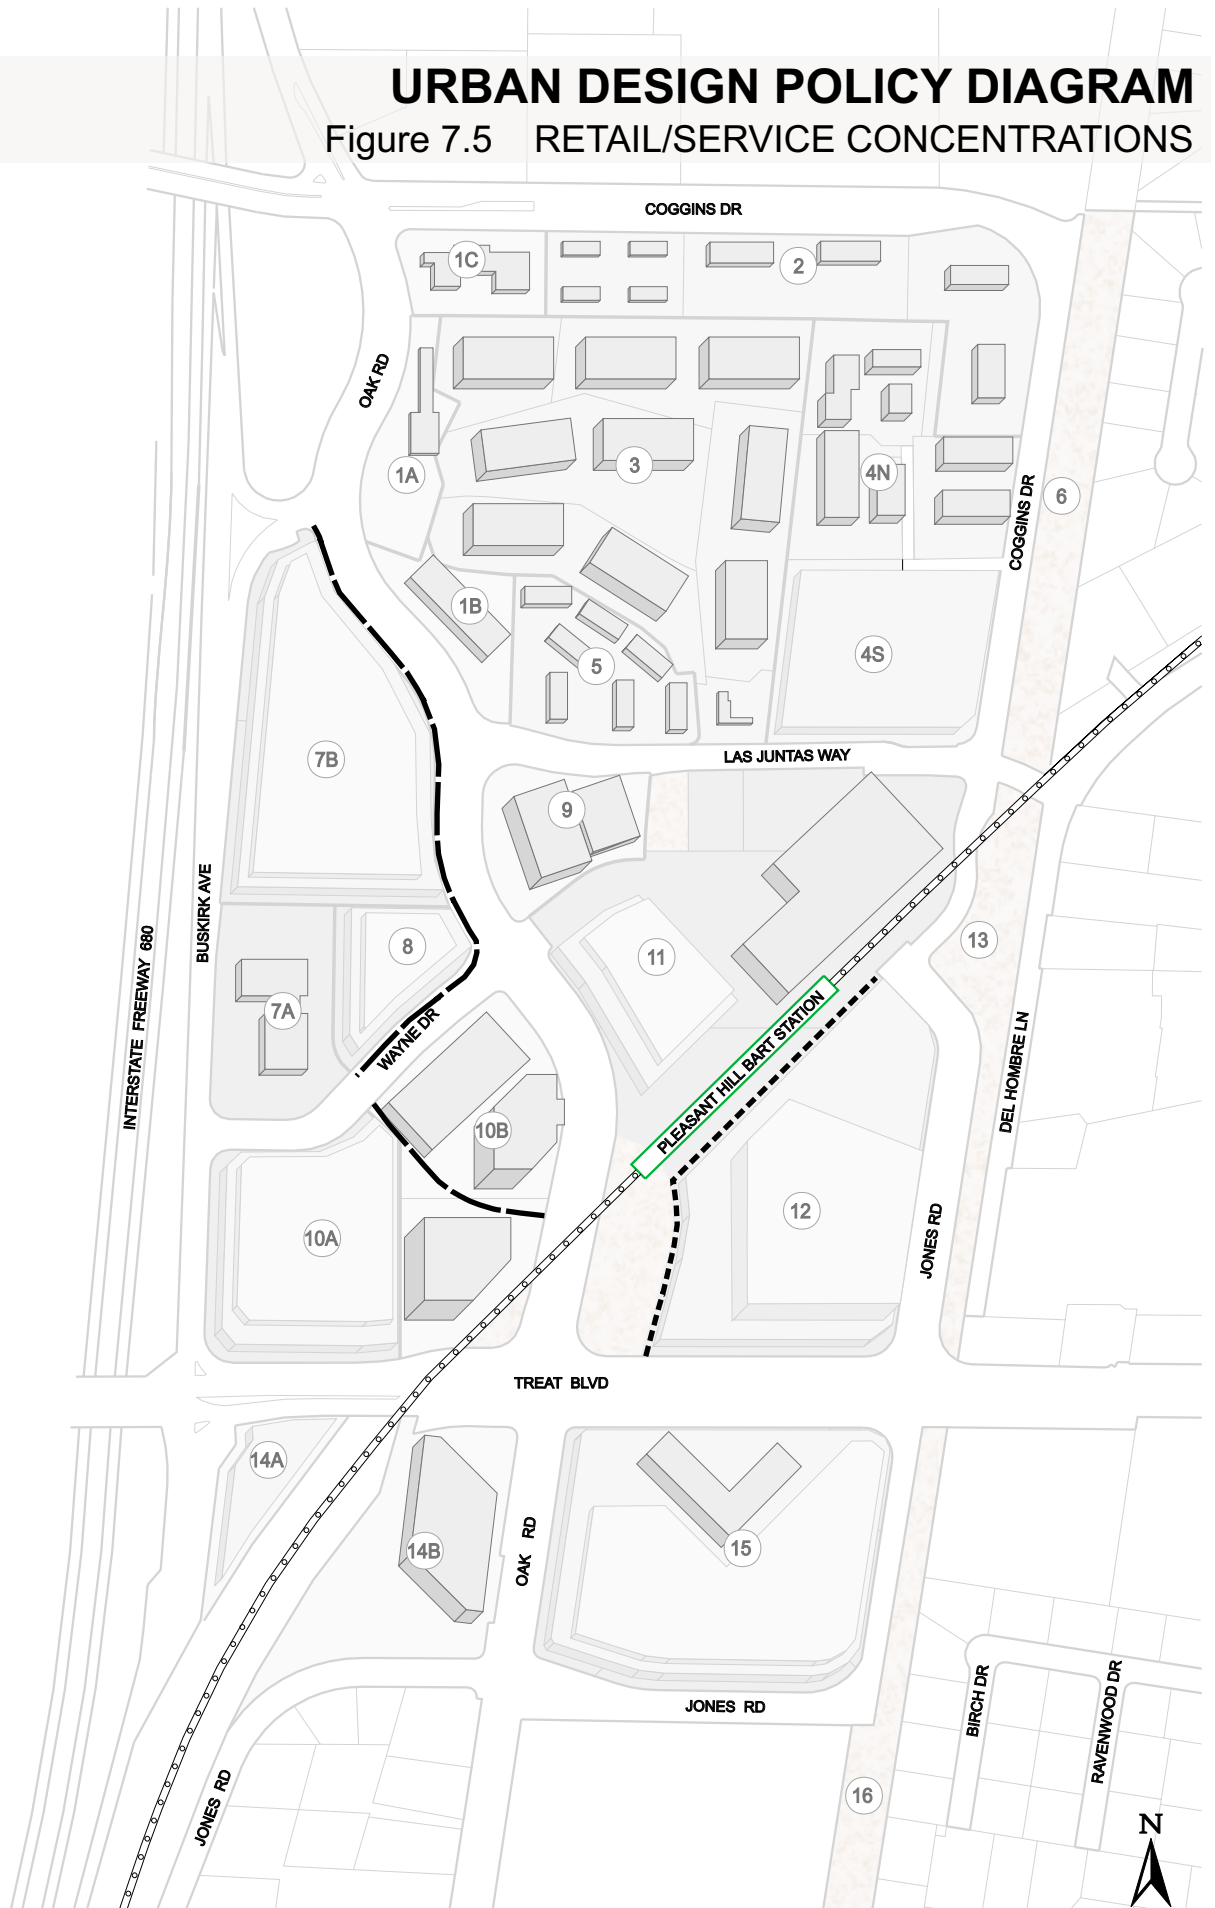 URBAN DESIGN POLICY DIAGRAM
Figure 7.5 RETAIL/SERVICE CONCENTRATIONS
COGGINS DR
1C
2
OAK RD
1A
3
4N
6
COGGINS DR
1B
5
4S
7B
LAS JUNTAS WAY
9
BUSKIRK AVE
INTERSTATE FREEWAY 680
8
11
13
7A
WAYNE DR
PLEASANT HILL BART STATION
DEL HOMBRE LN
10B
10A
12
JONES RD
TREAT BLVD
14A
14B
OAK RD
15
JONES RD
BIRCH DR
RAVENWOOD DR
16
JONES RD
N